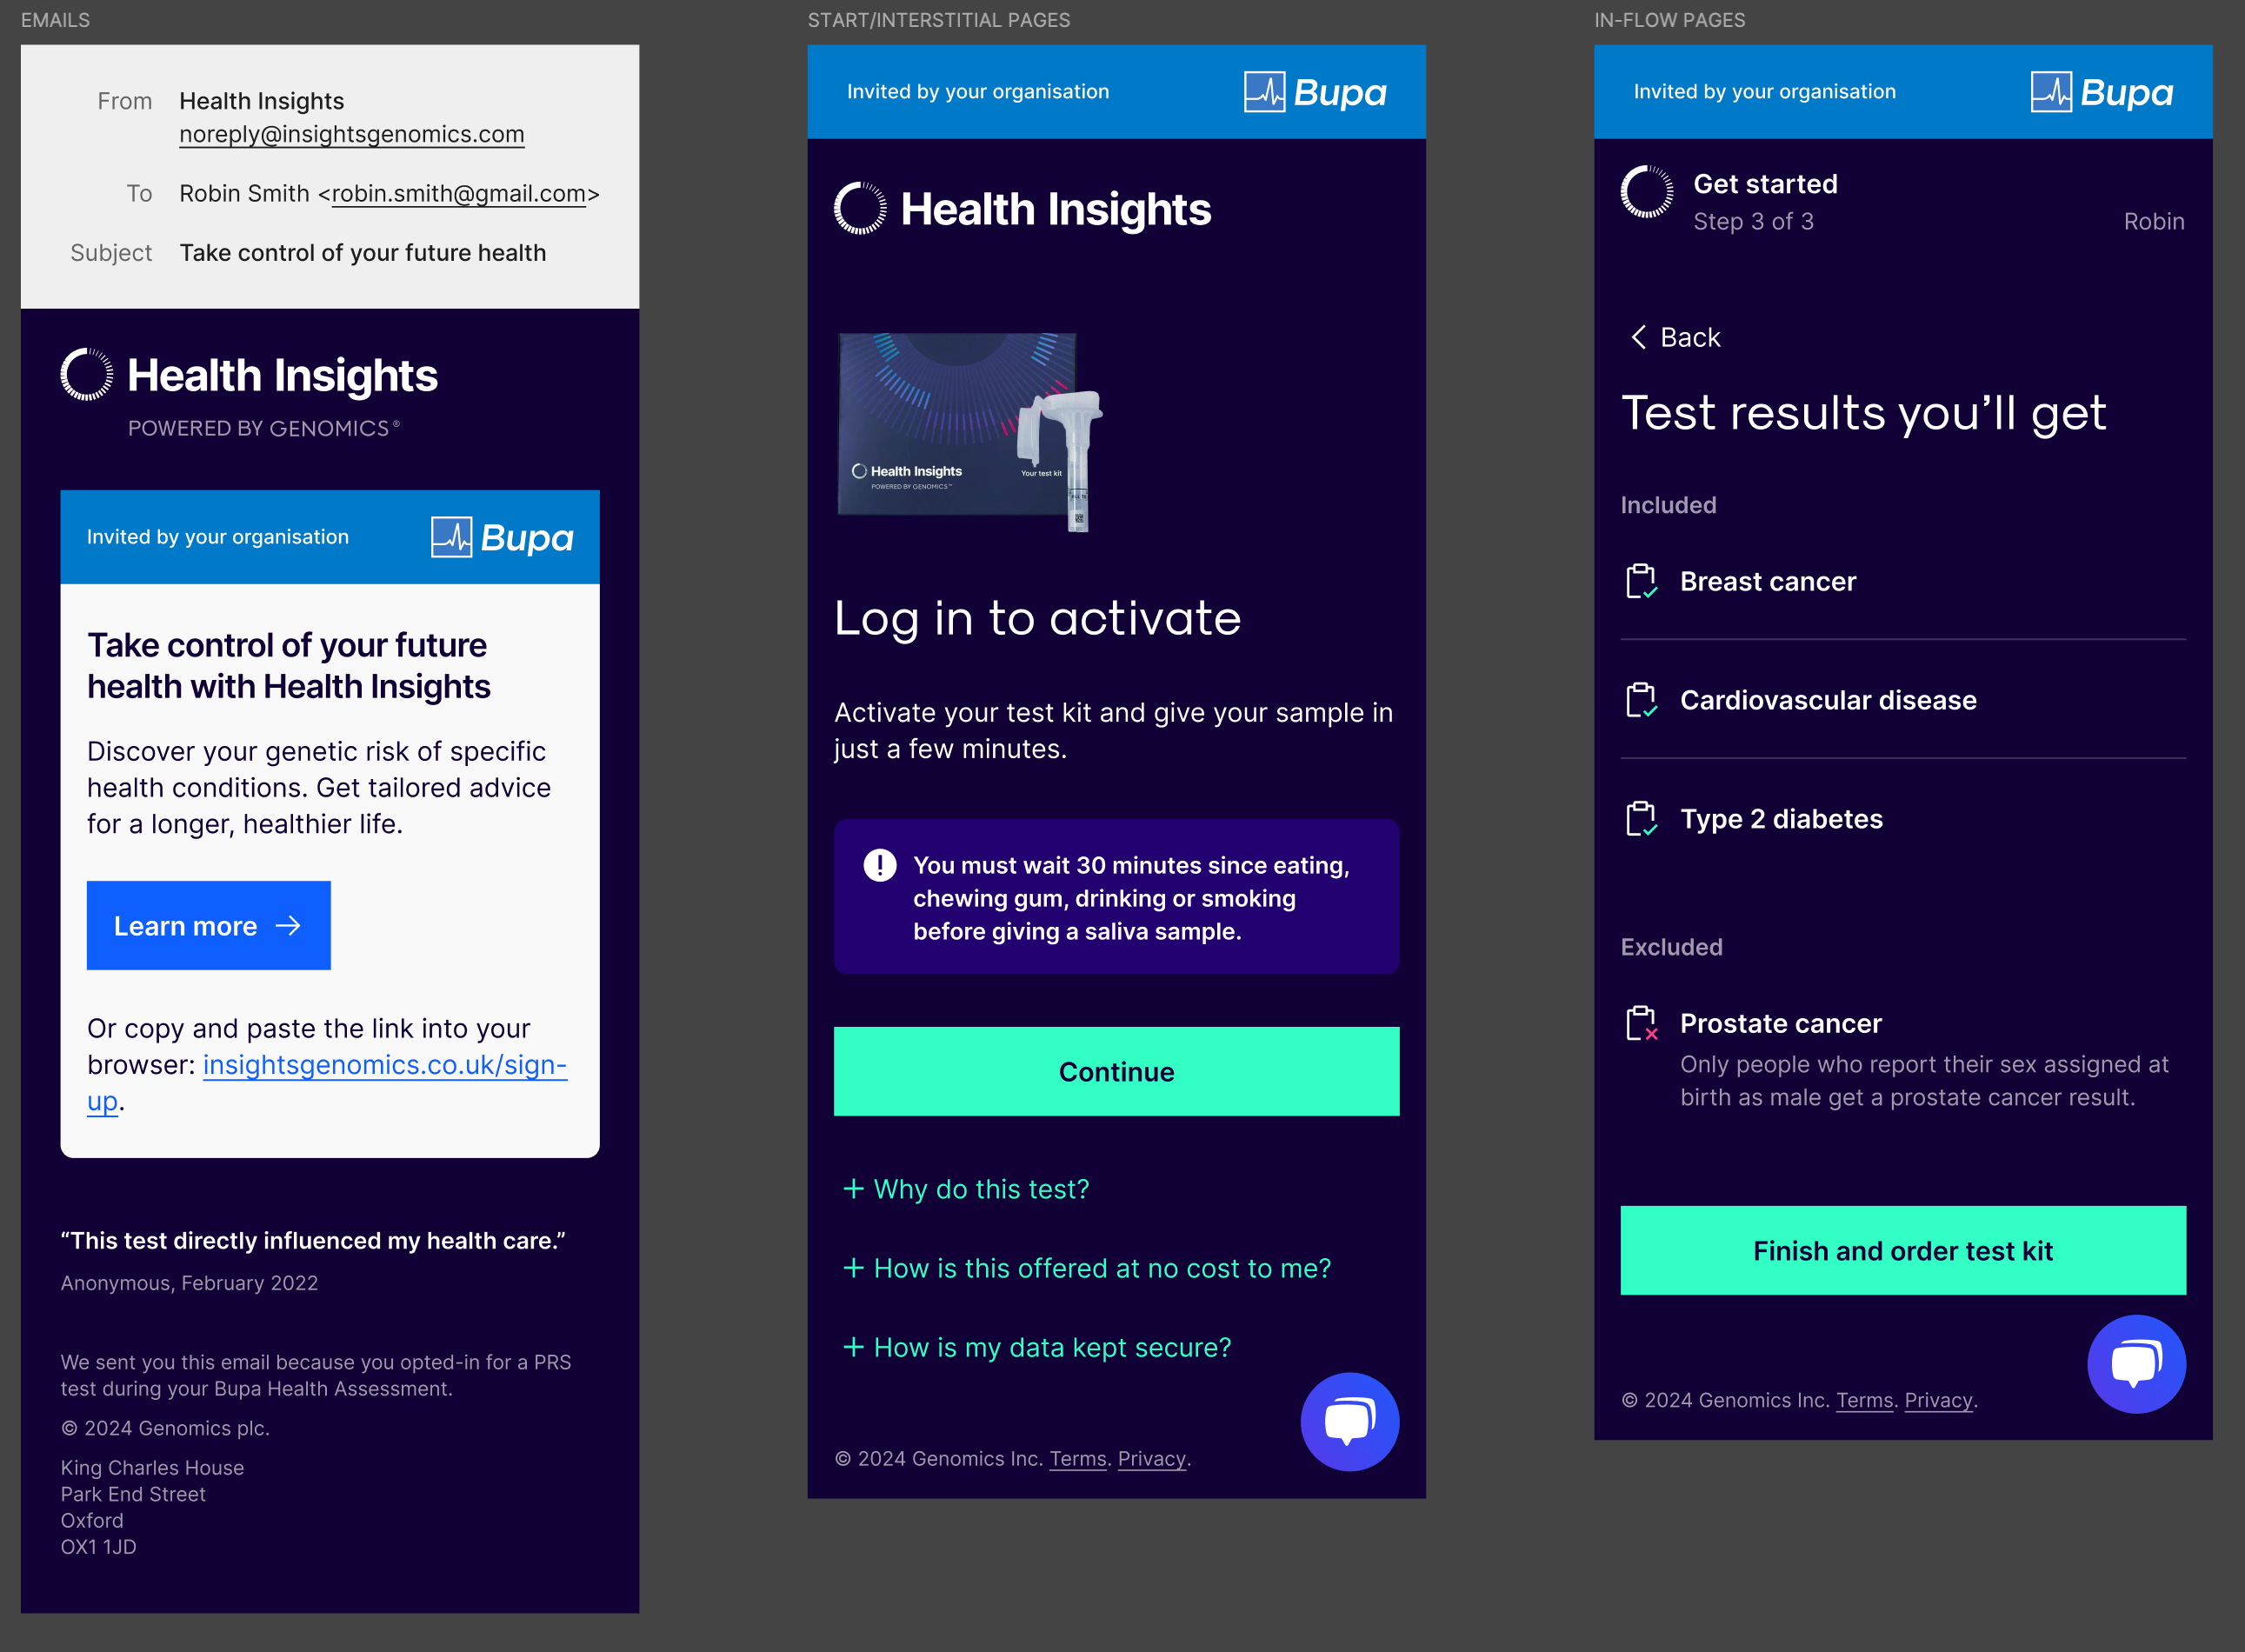 EMAILS
From Health Insights
noreply@insightsgenomics.com
To Robin Smith <robin.smith@gmail.com>
Subject Take control of your future health
Health Insights
POWERED BY GENOMICS®
Invited by your organisation
Bupa
Take control of your future
health with Health Insights
Discover your genetic risk of specific
health conditions. Get tailored advice
for a longer, healthier life.
Learn more →
Or copy and paste the link into your
browser: insightsgenomics.co.uk/sign-
up.
“This test directly influenced my health care.”
Anonymous, February 2022
We sent you this email because you opted-in for a PRS
test during your Bupa Health Assessment.
© 2024 Genomics plc.
King Charles House
Park End Street
Oxford
OX1 1JD
START/INTERSTITIAL PAGES
Invited by your organisation
Bupa
Health Insights
Health Insights
POWERED BY GENOMICS™
Your test kit
Log in to activate
Activate your test kit and give your sample in
just a few minutes.
You must wait 30 minutes since eating,
chewing gum, drinking or smoking
before giving a saliva sample.
Continue
+ Why do this test?
+ How is this offered at no cost to me?
+ How is my data kept secure?
© 2024 Genomics Inc. Terms. Privacy.
IN-FLOW PAGES
Invited by your organisation
Bupa
Get started
Step 3 of 3
Robin
Back
Test results you’ll get
Included
Breast cancer
Cardiovascular disease
Type 2 diabetes
Excluded
Prostate cancer
Only people who report their sex assigned at
birth as male get a prostate cancer result.
Finish and order test kit
© 2024 Genomics Inc. Terms. Privacy.